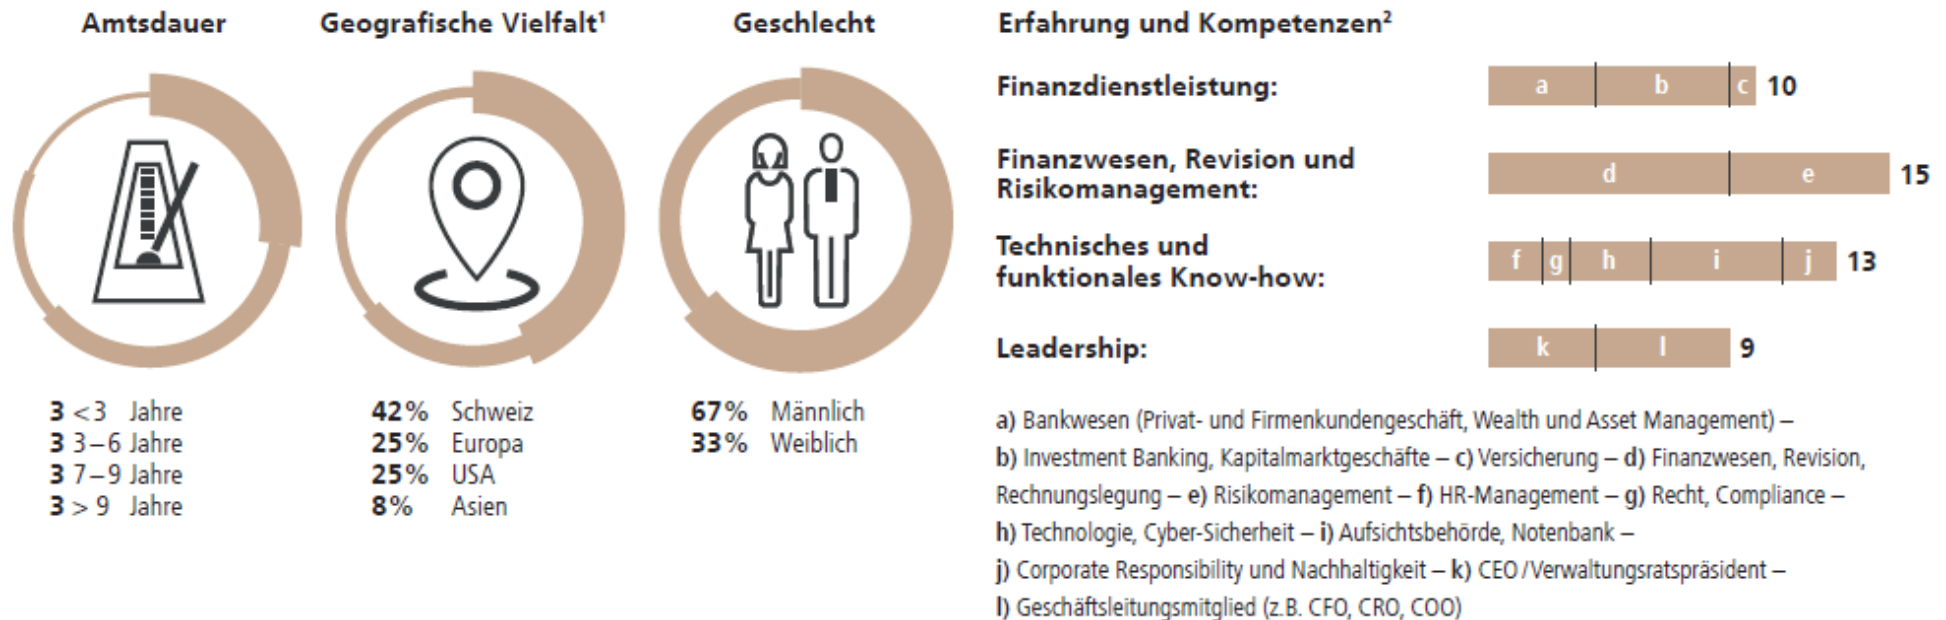 Amtsdauer
3 < 3 Jahre
3 3 – 6 Jahre
3 7 – 9 Jahre
3 > 9 Jahre
Geografische Vielfalt¹
42% Schweiz
25% Europa
25% USA
8% Asien
Geschlecht
67% Männlich
33% Weiblich
Erfahrung und Kompetenzen²
Finanzdienstleistung:
a b c 10
Finanzwesen, Revision und
Risikomanagement:
d e 15
Technisches und
funktionales Know-how:
f g h i j 13
Leadership:
k l 9
a) Bankwesen (Privat- und Firmenkundengeschäft, Wealth und Asset Management) –
b) Investment Banking, Kapitalmarktgeschäfte – c) Versicherung – d) Finanzwesen, Revision,
Rechnungslegung – e) Risikomanagement – f) HR-Management – g) Recht, Compliance –
h) Technologie, Cyber-Sicherheit – i) Aufsichtsbehörde, Notenbank –
j) Corporate Responsibility und Nachhaltigkeit – k) CEO / Verwaltungsratspräsident –
l) Geschäftsleitungsmitglied (z.B. CFO, CRO, COO)